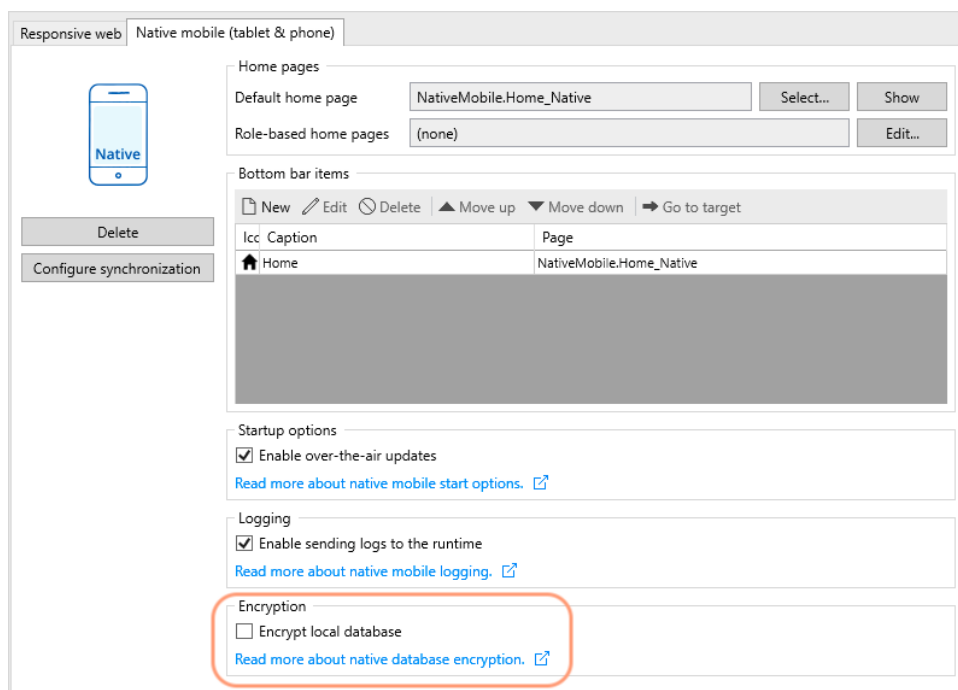 Responsive web
Native mobile (tablet & phone)
Native
Delete
Configure synchronization
Home pages
Default home page
NativeMobile.Home_Native
Select...
Show
Role-based home pages
(none)
Edit...
Bottom bar items
New
Edit
Delete
Move up
Move down
Go to target
Icc
Caption
Page
Home
NativeMobile.Home_Native
Startup options
Enable over-the-air updates
Read more about native mobile start options.
Logging
Enable sending logs to the runtime
Read more about native mobile logging.
Encryption
Encrypt local database
Read more about native database encryption.